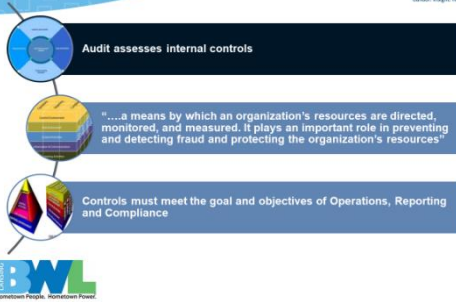 Audit assesses internal controls
“….a means by which an organization’s resources are directed,
monitored, and measured. It plays an important role in preventing
and detecting fraud and protecting the organization’s resources”
Controls must meet the goal and objectives of Operations, Reporting
and Compliance
LANSING
BWL
Hometown People. Hometown Power.